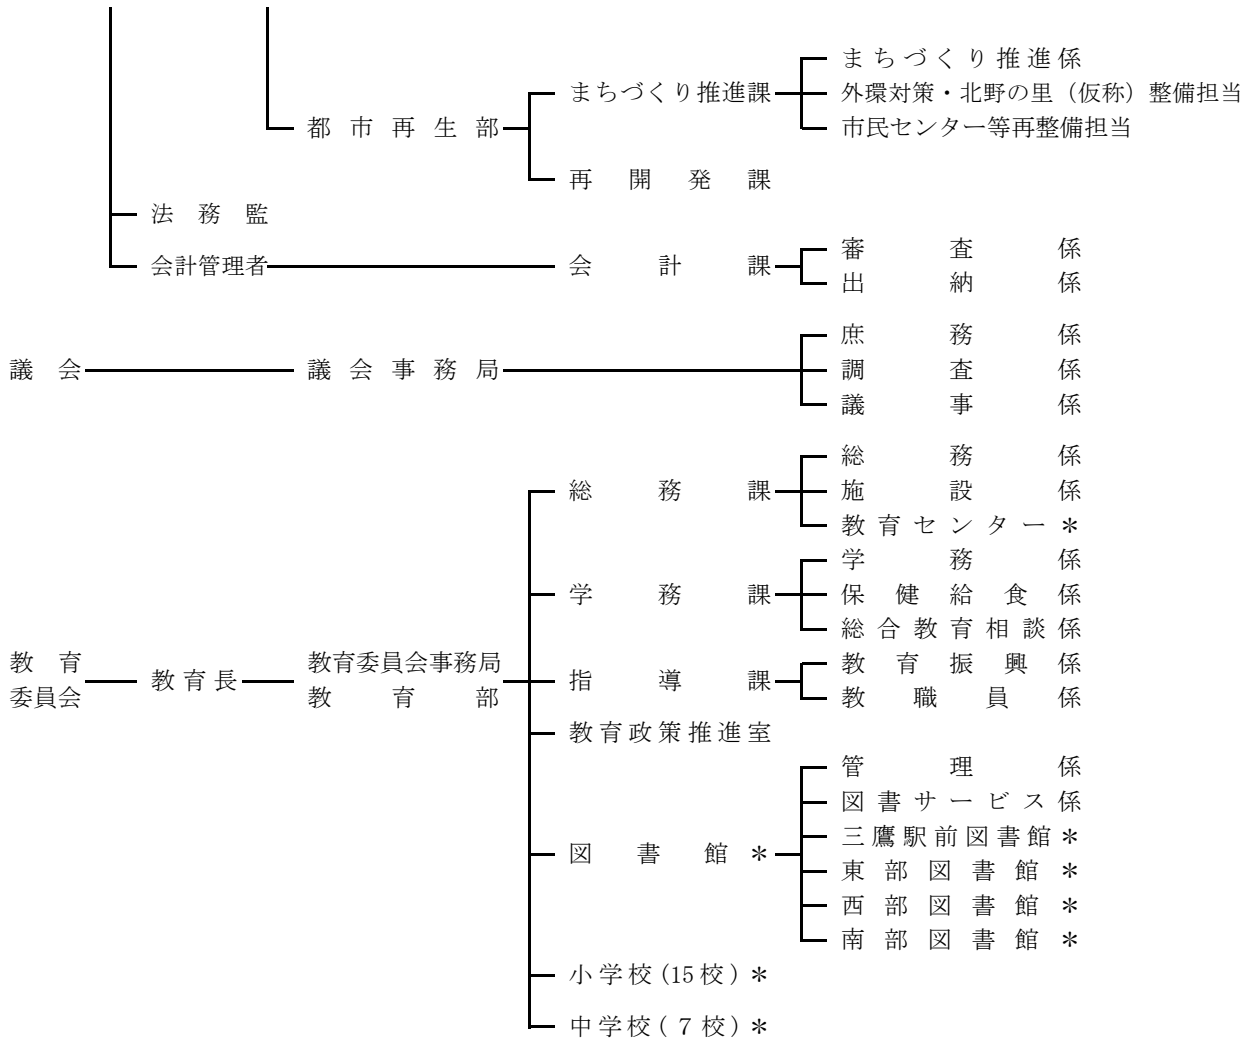 まちづくり推進係
まちづくり推進課 外環対策・北野の里（仮称）整備担当
都市再生部 市民センター等再整備担当
再開発課
法務監
審査係
会計管理者 会計課
出納係
庶務係
議会 議会事務局 調査係
議事係
総務係
総務課 施設係
教育センター＊
学務係
学務課 保健給食係
総合教育相談係
教育委員会 教育長 教育委員会事務局教育部
教育振興係
指導課
教職員係
教育政策推進室
管理係
図書サービス係
三鷹駅前図書館＊
図書館＊
東部図書館＊
西部図書館＊
南部図書館＊
小学校(15校)＊
中学校(７校)＊